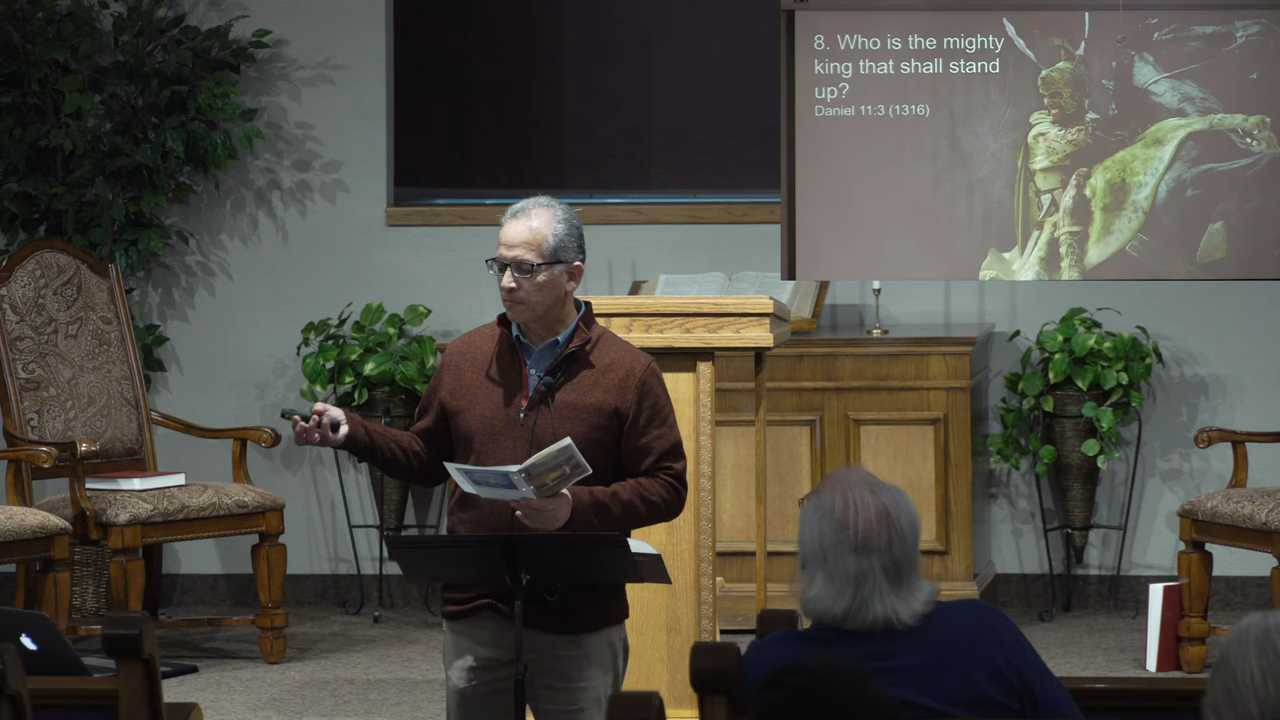 8. Who is the mighty
king that shall stand
up?
Daniel 11:3 (1316)